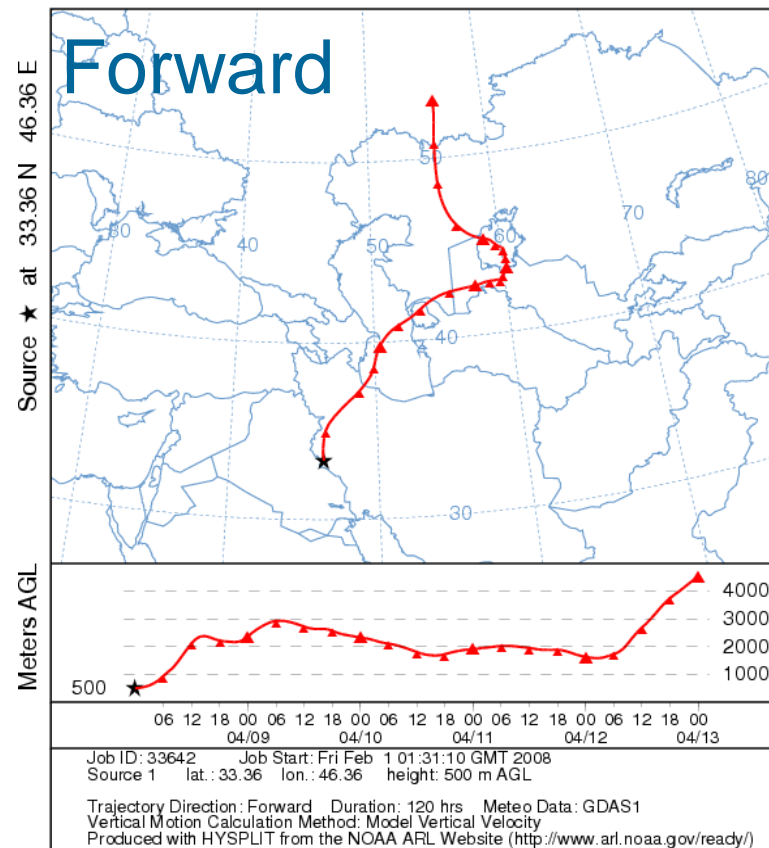 Forward
Source ★ at 33.36 N 46.36 E
50
80
70
30
40
50
60
40
30
Meters AGL
4000
3000
2000
1000
500
06 12 18 00 06 12 18 00 06 12 18 00 06 12 18 00 06 12 18 00
04/09 04/10 04/11 04/12 04/13
Job ID: 33642 Job Start: Fri Feb 1 01:31:10 GMT 2008
Source 1 lat.: 33.36 lon.: 46.36 height: 500 m AGL
Trajectory Direction: Forward Duration: 120 hrs Meteo Data: GDAS1
Vertical Motion Calculation Method: Model Vertical Velocity
Produced with HYSPLIT from the NOAA ARL Website (http://www.arl.noaa.gov/ready/)